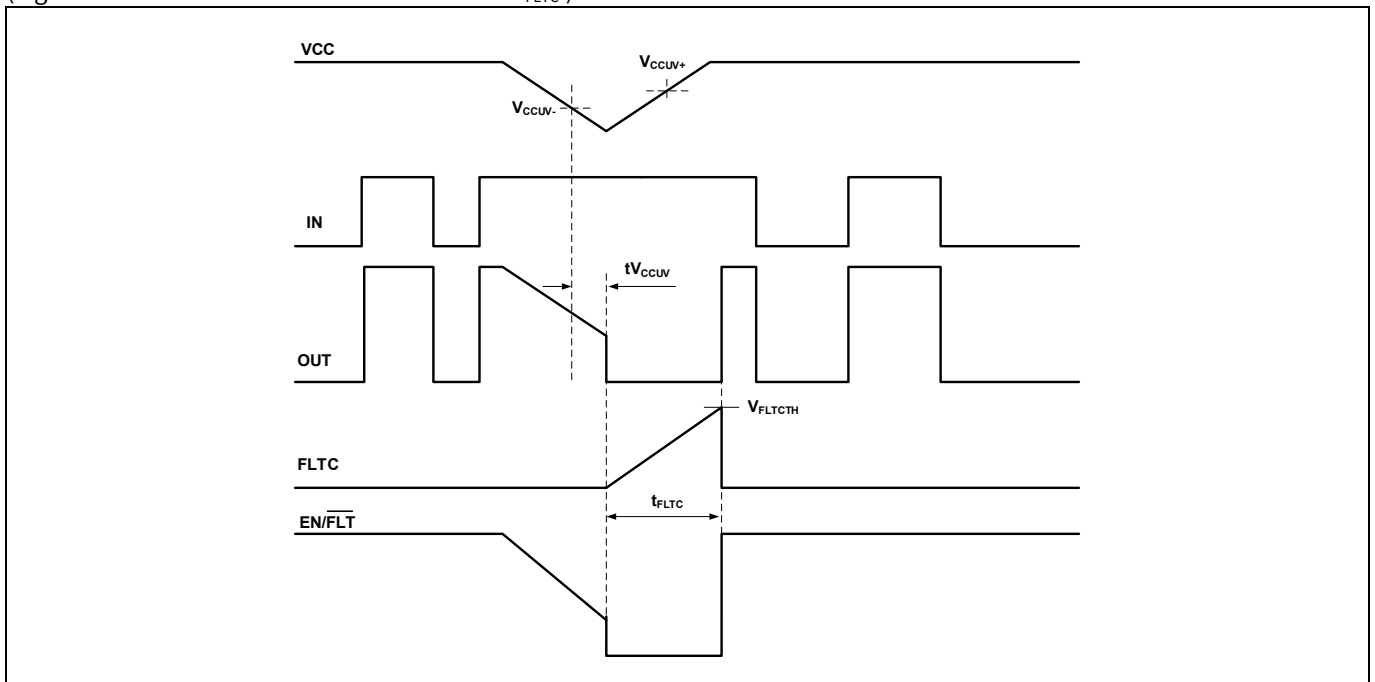 VCC
VCCUV+
VCCUV-
IN
tVCCUV
OUT
VFLTCTH
FLTC
tFLTC
EN/FLT